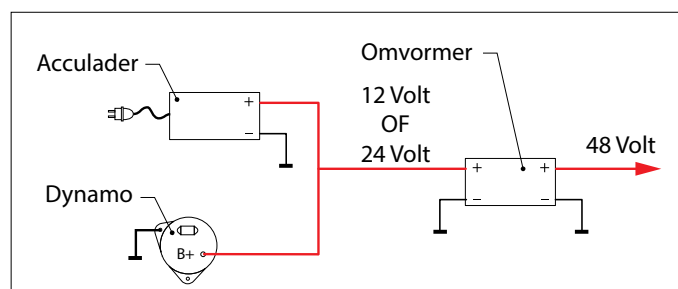 Acculader
+
–
Dynamo
B+
12 Volt
OF
24 Volt
Omvormer
+ +
– –
48 Volt